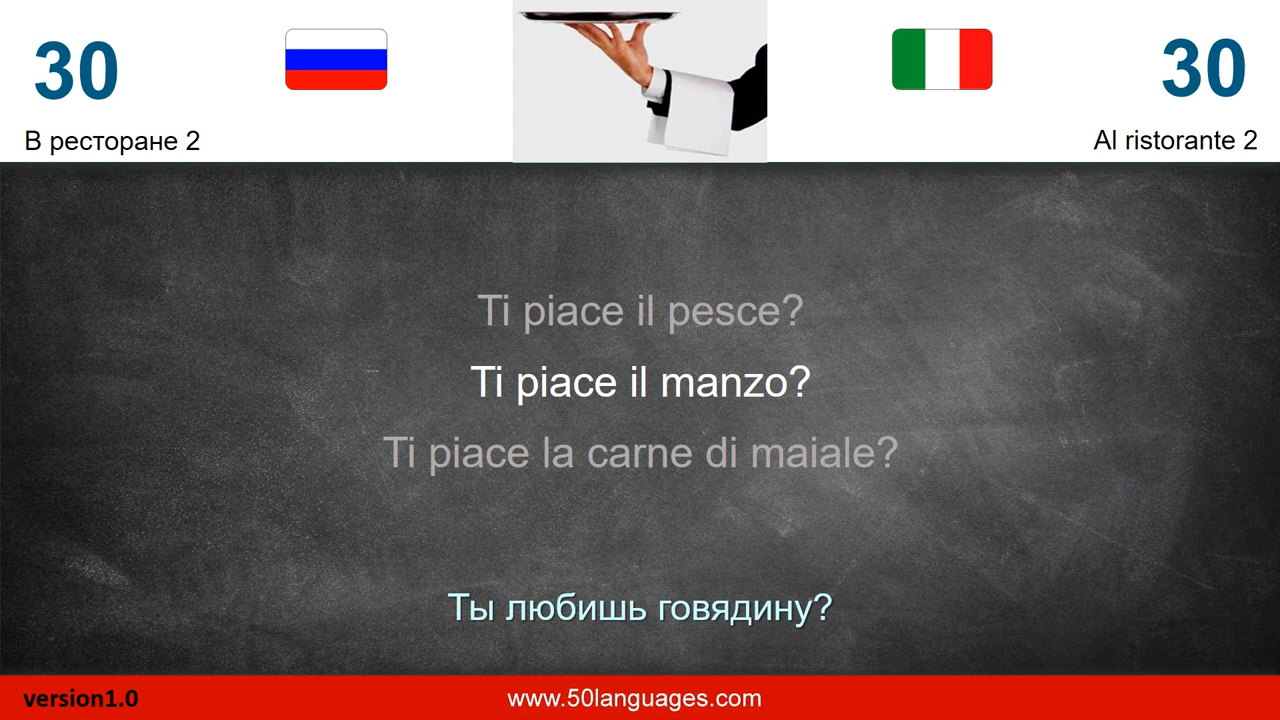 30
30
В ресторане 2
Al ristorante 2
Ti piace il pesce?
Ti piace il manzo?
Ti piace la carne di maiale?
Ты любишь говядину?
version1.0
www.50languages.com